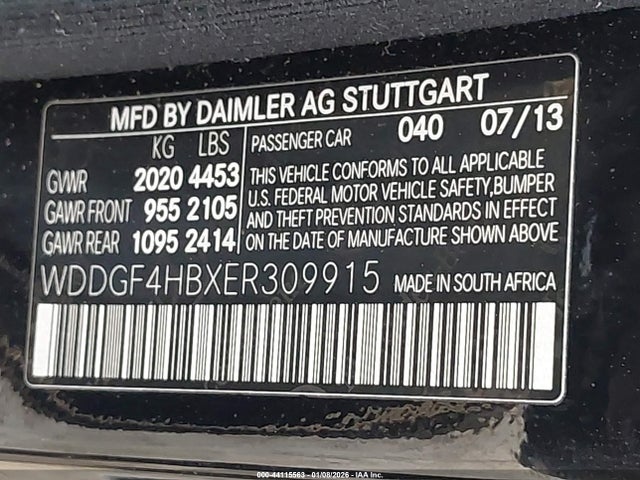 MFD BY DAIMLER AG STUTTGART
KG LBS
PASSENGER CAR 040 07/13
GVWR 2020 4453
GAWR FRONT 955 2105
GAWR REAR 1095 2414
THIS VEHICLE CONFORMS TO ALL APPLICABLE
U.S. FEDERAL MOTOR VEHICLE SAFETY,BUMPER
AND THEFT PREVENTION STANDARDS IN EFFECT
ON THE DATE OF MANUFACTURE SHOWN ABOVE
WDDGF4HBXER309915 MADE IN SOUTH AFRICA
000-44115563 - 01/08/2026 - IAA Inc.